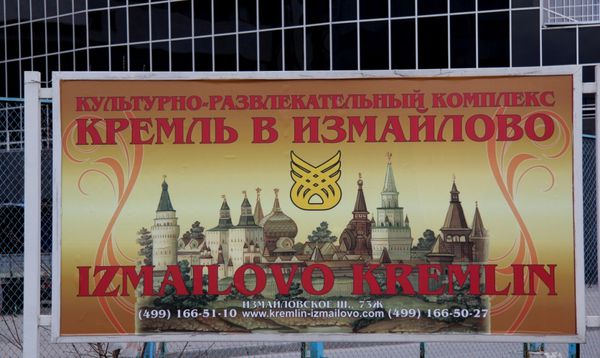 КУЛЬТУРНО-РАЗВЛЕКАТЕЛЬНЫЙ КОМПЛЕКС
КРЕМЛЬ В ИЗМАЙЛОВО
IZMAILOVO KREMLIN
ИЗМАЙЛОВСКОЕ Ш., 73Ж
(499) 166-51-10 www.kremlin-izmailovo.com (499) 166-50-27